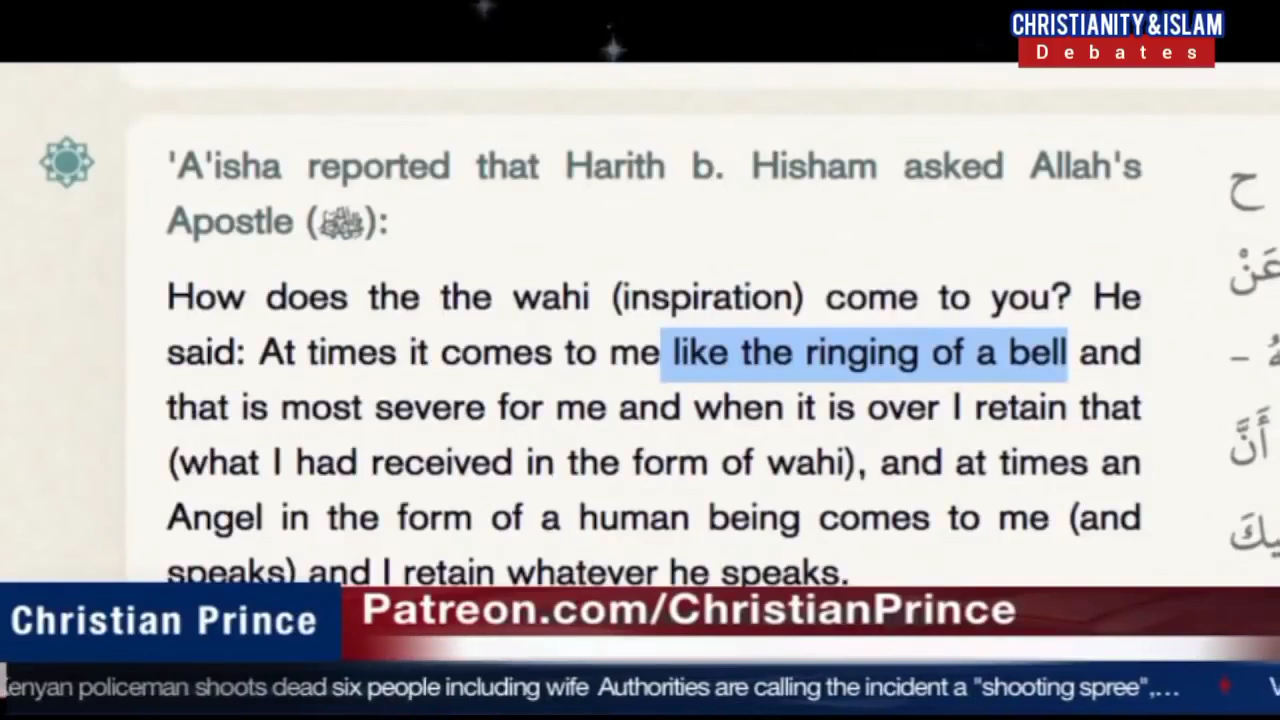 CHRISTIANITY & ISLAM
Debates
'A'isha reported that Harith b. Hisham asked Allah's
Apostle (ﷺ):
How does the the wahi (inspiration) come to you? He
said: At times it comes to me like the ringing of a bell and
that is most severe for me and when it is over I retain that
(what I had received in the form of wahi), and at times an
Angel in the form of a human being comes to me (and
speaks) and I retain whatever he speaks.
ح
عَنْ
أَنَّ
Christian Prince
Patreon.com/ChristianPrince
enyan policeman shoots dead six people including wife Authorities are calling the incident a "shooting spree",...